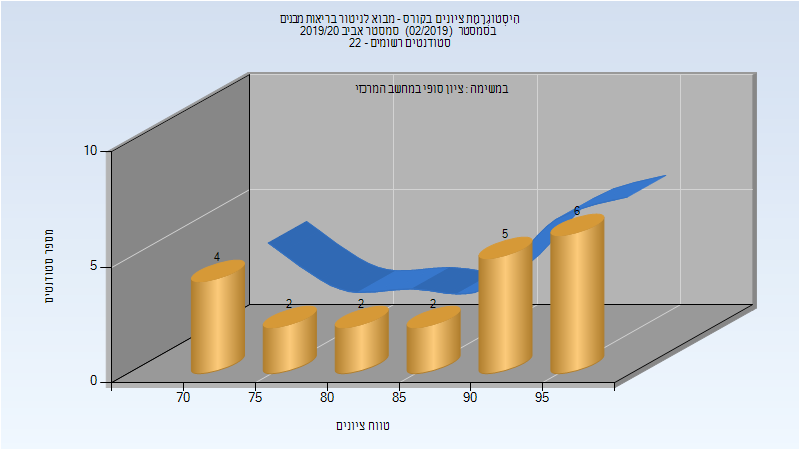 הִיסְטוֹגְרָמַת ציונים בקורס - מבוא לניטור בריאות מבנים
בסמסטר (02/2019) סמסטר אביב 2019/20
סטודנטים רשומים - 22
במשימה : ציון סופי במחשב המרכזי
מספר סטודנטים
10
5
0
4
2
2
2
5
6
70
75
80
85
90
95
טווח ציונים